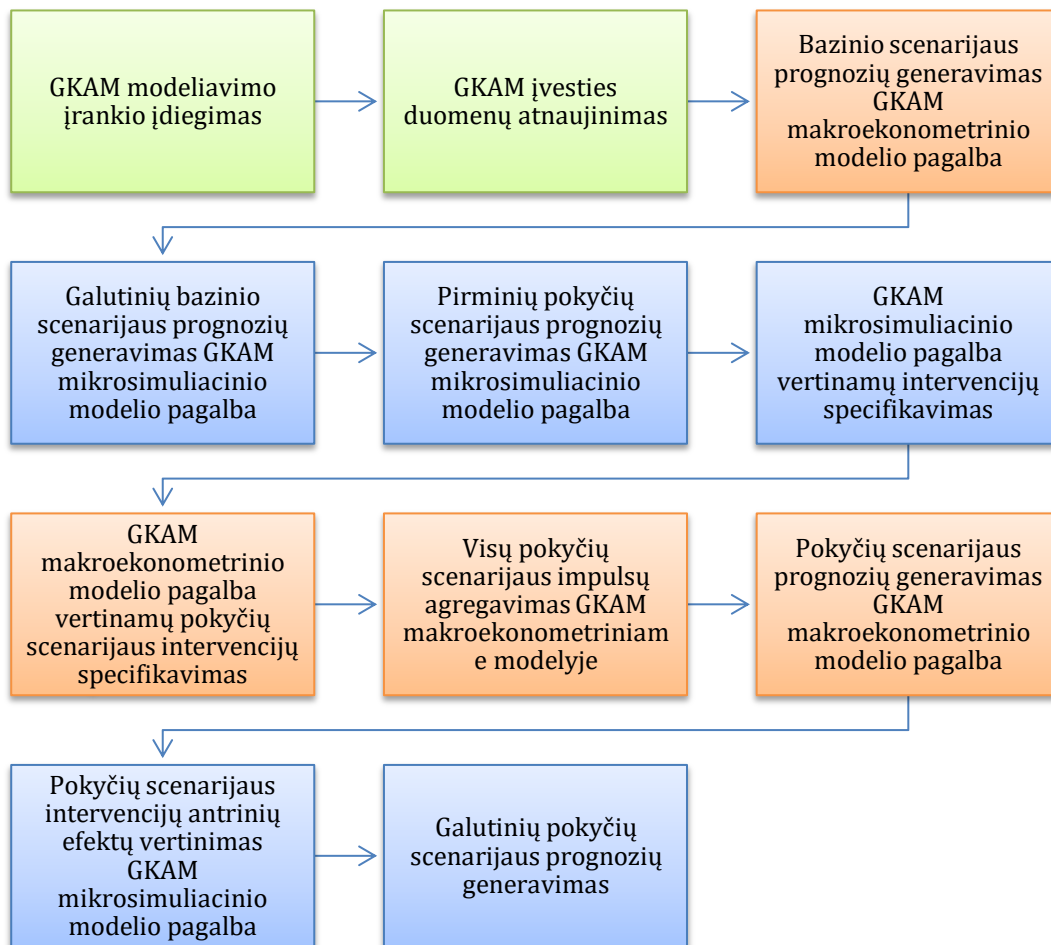 GKAM modeliavimo
įrankio įdiegimas
GKAM įvesties
duomenų atnaujinimas
Bazinio scenarijaus
prognozių generavimas
GKAM
makroekonometrinio
modelio pagalba
Galutinių bazinio
scenarijaus prognozių
generavimas GKAM
mikrosimuliacinio
modelio pagalba
Pirminių pokyčių
scenarijaus prognozių
generavimas GKAM
mikrosimuliacinio
modelio pagalba
GKAM
mikrosimuliacinio
modelio pagalba
vertinamų intervencijų
specifikavimas
GKAM
makroekonometrinio
modelio pagalba
vertinamų pokyčių
scenarijaus intervencijų
specifikavimas
Visų pokyčių
scenarijaus impulsų
agregavimas GKAM
makroekonometriniam
e modelyje
Pokyčių scenarijaus
prognozių generavimas
GKAM
makroekonometrinio
modelio pagalba
Pokyčių scenarijaus
intervencijų antrinių
efektų vertinimas
GKAM
mikrosimuliacinio
modelio pagalba
Galutinių pokyčių
scenarijaus prognozių
generavimas